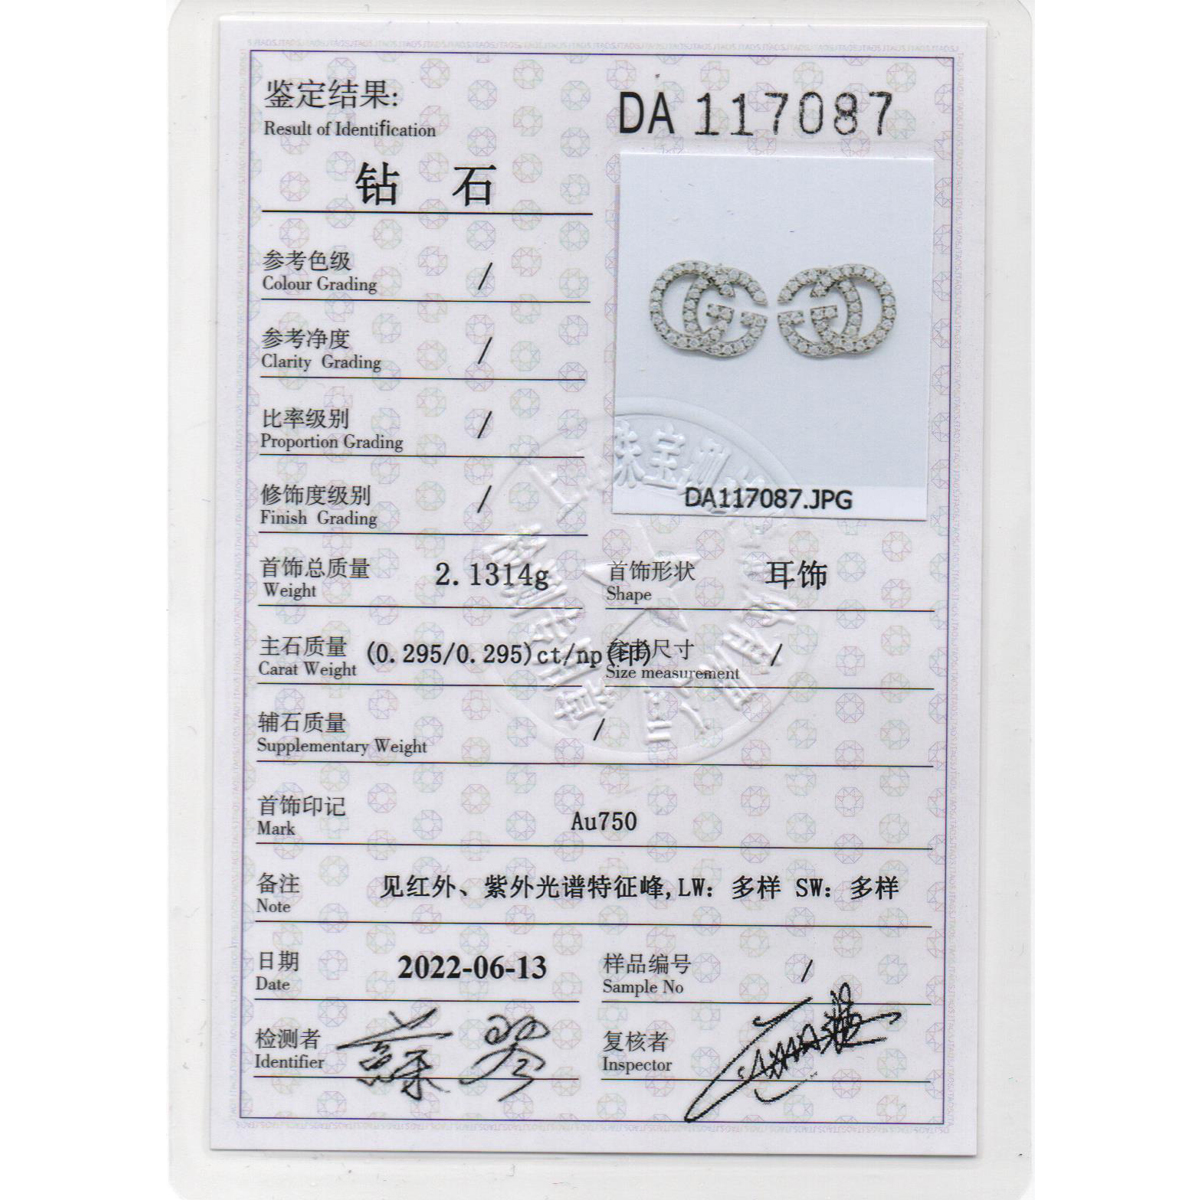 鉴定结果:
Result of Identification
DA 117087
钻 石
参考色级
Colour Grading
/
参考净度
Clarity Grading
/
比率级别
Proportion Grading
/
修饰度级别
Finish Grading
/
DA117087.JPG
首饰总质量
Weight
2.1314g
首饰形状
Shape
耳饰
主石质量
Carat Weight
(0.295/0.295)ct/np(印)
参考尺寸
Size measurement
/
辅石质量
Supplementary Weight
/
首饰印记
Mark
Au750
备注
Note
见红外、紫外光谱特征峰,LW: 多样 SW: 多样
日期
Date
2022-06-13
样品编号
Sample No
/
检测者
Identifier
复核者
Inspector